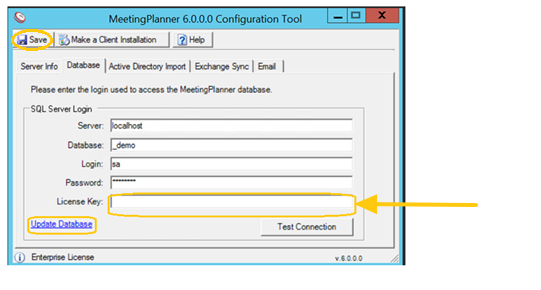 MeetingPlanner 6.0.0.0 Configuration Tool
Save Make a Client Installation ? Help
Server Info Database Active Directory Import Exchange Sync Email
Please enter the login used to access the MeetingPlanner database.
SQL Server Login
Server: localhost
Database: _demo
Login: sa
Password: ********
License Key:
Update Database Test Connection
Enterprise License v.6.0.0.0